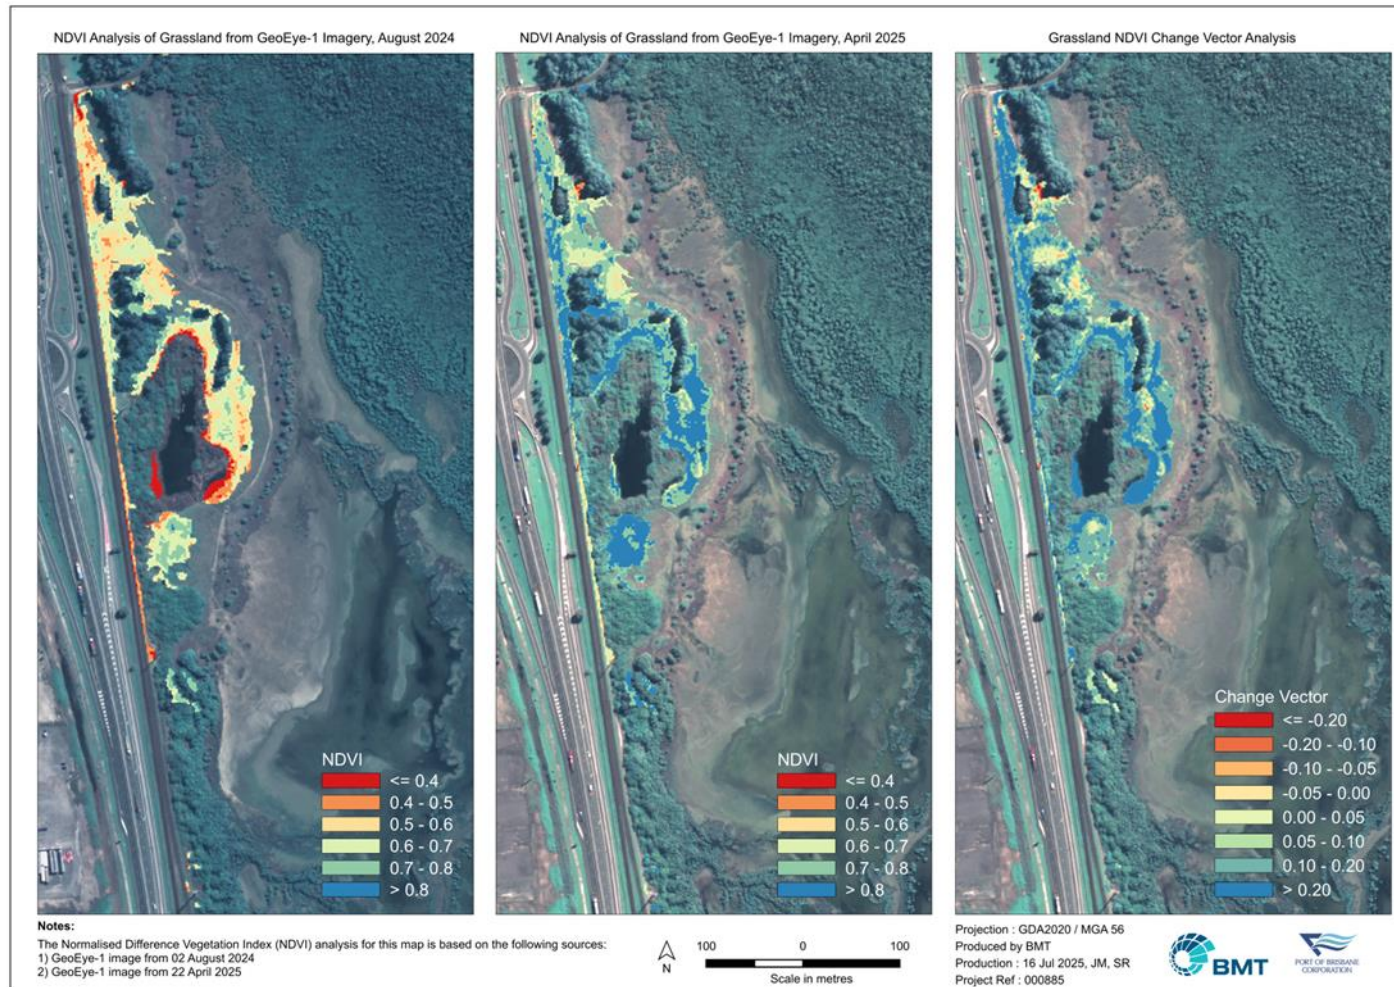 NDVI Analysis of Grassland from GeoEye-1 Imagery, August 2024
NDVI
<= 0.4
0.4 - 0.5
0.5 - 0.6
0.6 - 0.7
0.7 - 0.8
> 0.8
NDVI Analysis of Grassland from GeoEye-1 Imagery, April 2025
NDVI
<= 0.4
0.4 - 0.5
0.5 - 0.6
0.6 - 0.7
0.7 - 0.8
> 0.8
Grassland NDVI Change Vector Analysis
Change Vector
<= -0.20
-0.20 - -0.10
-0.10 - -0.05
-0.05 - 0.00
0.00 - 0.05
0.05 - 0.10
0.10 - 0.20
> 0.20
Notes:
The Normalised Difference Vegetation Index (NDVI) analysis for this map is based on the following sources:
1) GeoEye-1 image from 02 August 2024
2) GeoEye-1 image from 22 April 2025
N
100 0 100
Scale in metres
Projection : GDA2020 / MGA 56
Produced by BMT
Production : 16 Jul 2025, JM, SR
Project Ref : 000885
BMT
PORT OF BRISBANE
CORPORATION